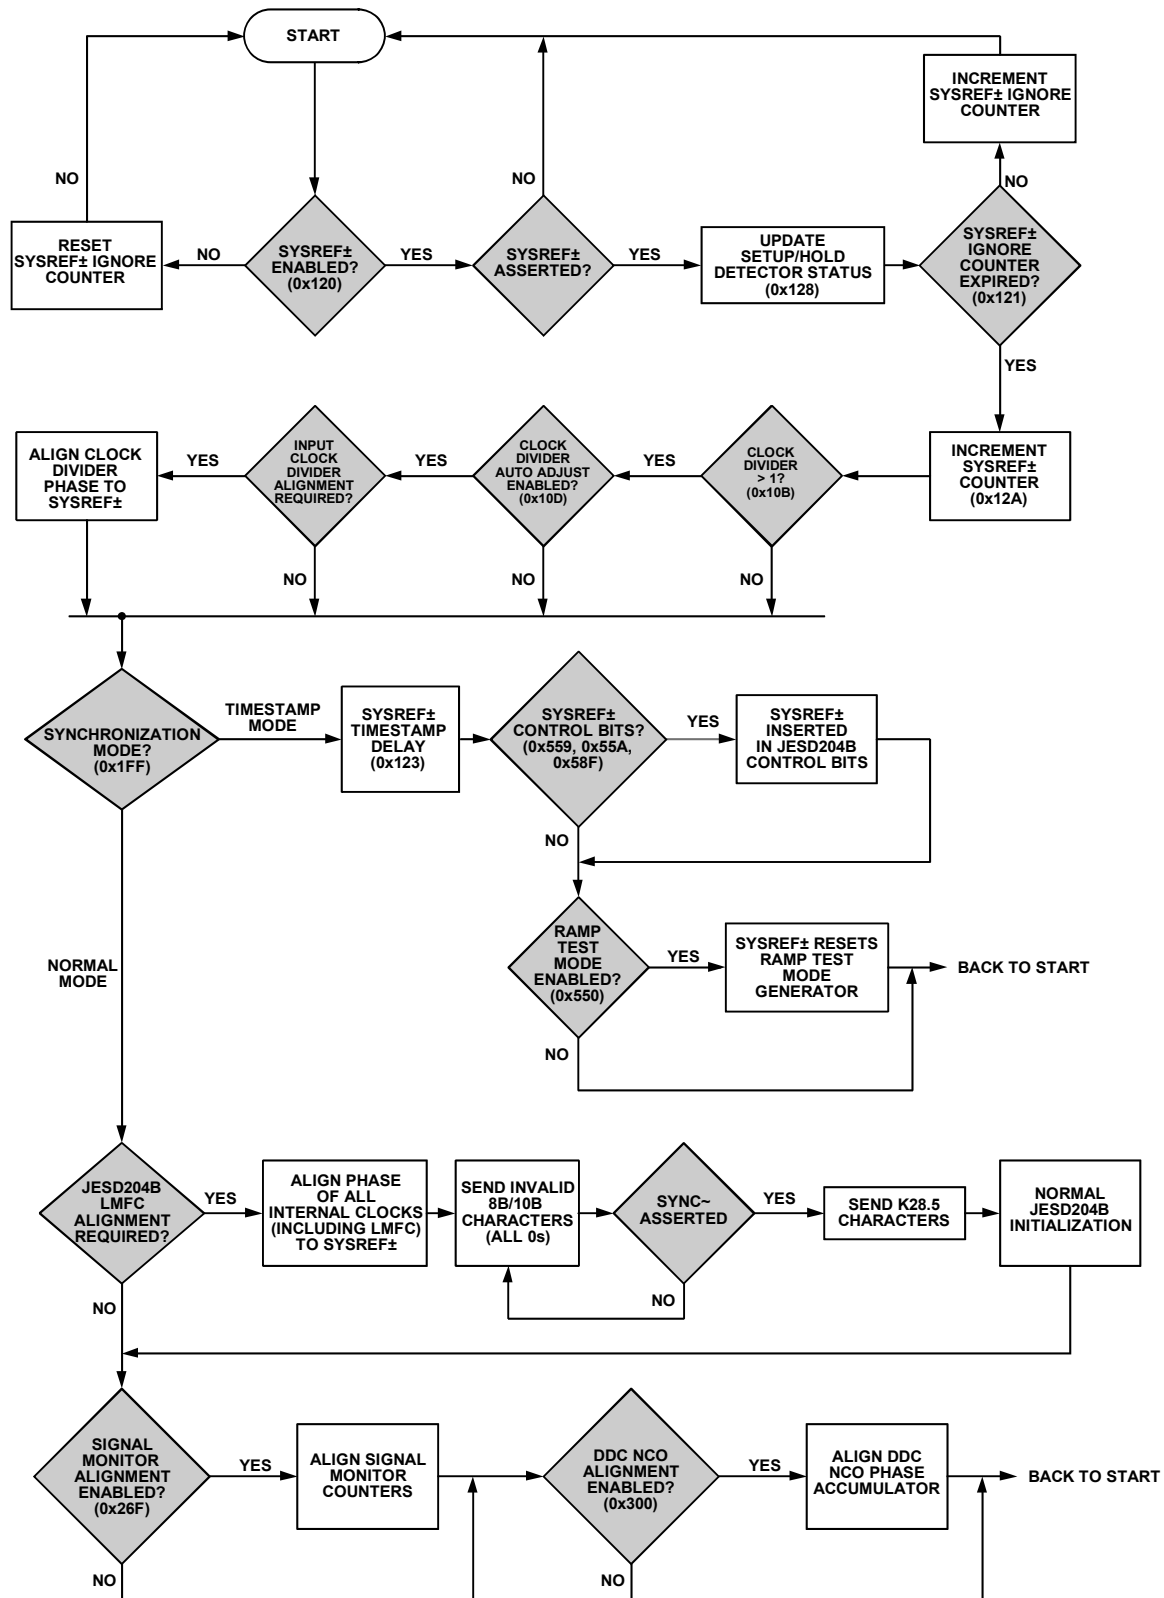 START
INCREMENT
SYSREF± IGNORE
COUNTER
NO
NO
NO
RESET
SYSREF± IGNORE
COUNTER
NO
SYSREF±
ENABLED?
(0x120)
YES
SYSREF±
ASSERTED?
YES
UPDATE
SETUP/HOLD
DETECTOR STATUS
(0x128)
SYSREF±
IGNORE
COUNTER
EXPIRED?
(0x121)
YES
ALIGN CLOCK
DIVIDER
PHASE TO
SYSREF±
YES
INPUT
CLOCK
DIVIDER
ALIGNMENT
REQUIRED?
YES
CLOCK
DIVIDER
AUTO ADJUST
ENABLED?
(0x10D)
YES
CLOCK
DIVIDER
> 1?
(0x10B)
INCREMENT
SYSREF±
COUNTER
(0x12A)
NO
NO
NO
SYNCHRONIZATION
MODE?
(0x1FF)
TIMESTAMP
MODE
SYSREF±
TIMESTAMP
DELAY
(0x123)
SYSREF±
CONTROL BITS?
(0x559, 0x55A,
0x58F)
YES
SYSREF±
INSERTED
IN JESD204B
CONTROL BITS
NO
NORMAL
MODE
RAMP
TEST
MODE
ENABLED?
(0x550)
YES
SYSREF± RESETS
RAMP TEST
MODE
GENERATOR
BACK TO START
NO
JESD204B
LMFC
ALIGNMENT
REQUIRED?
YES
ALIGN PHASE
OF ALL
INTERNAL CLOCKS
(INCLUDING LMFC)
TO SYSREF±
SEND INVALID
8B/10B
CHARACTERS
(ALL 0s)
SYNC~
ASSERTED
YES
SEND K28.5
CHARACTERS
NORMAL
JESD204B
INITIALIZATION
NO
NO
SIGNAL
MONITOR
ALIGNMENT
ENABLED?
(0x26F)
YES
ALIGN SIGNAL
MONITOR
COUNTERS
DDC NCO
ALIGNMENT
ENABLED?
(0x300)
YES
ALIGN DDC
NCO PHASE
ACCUMULATOR
BACK TO START
NO
NO